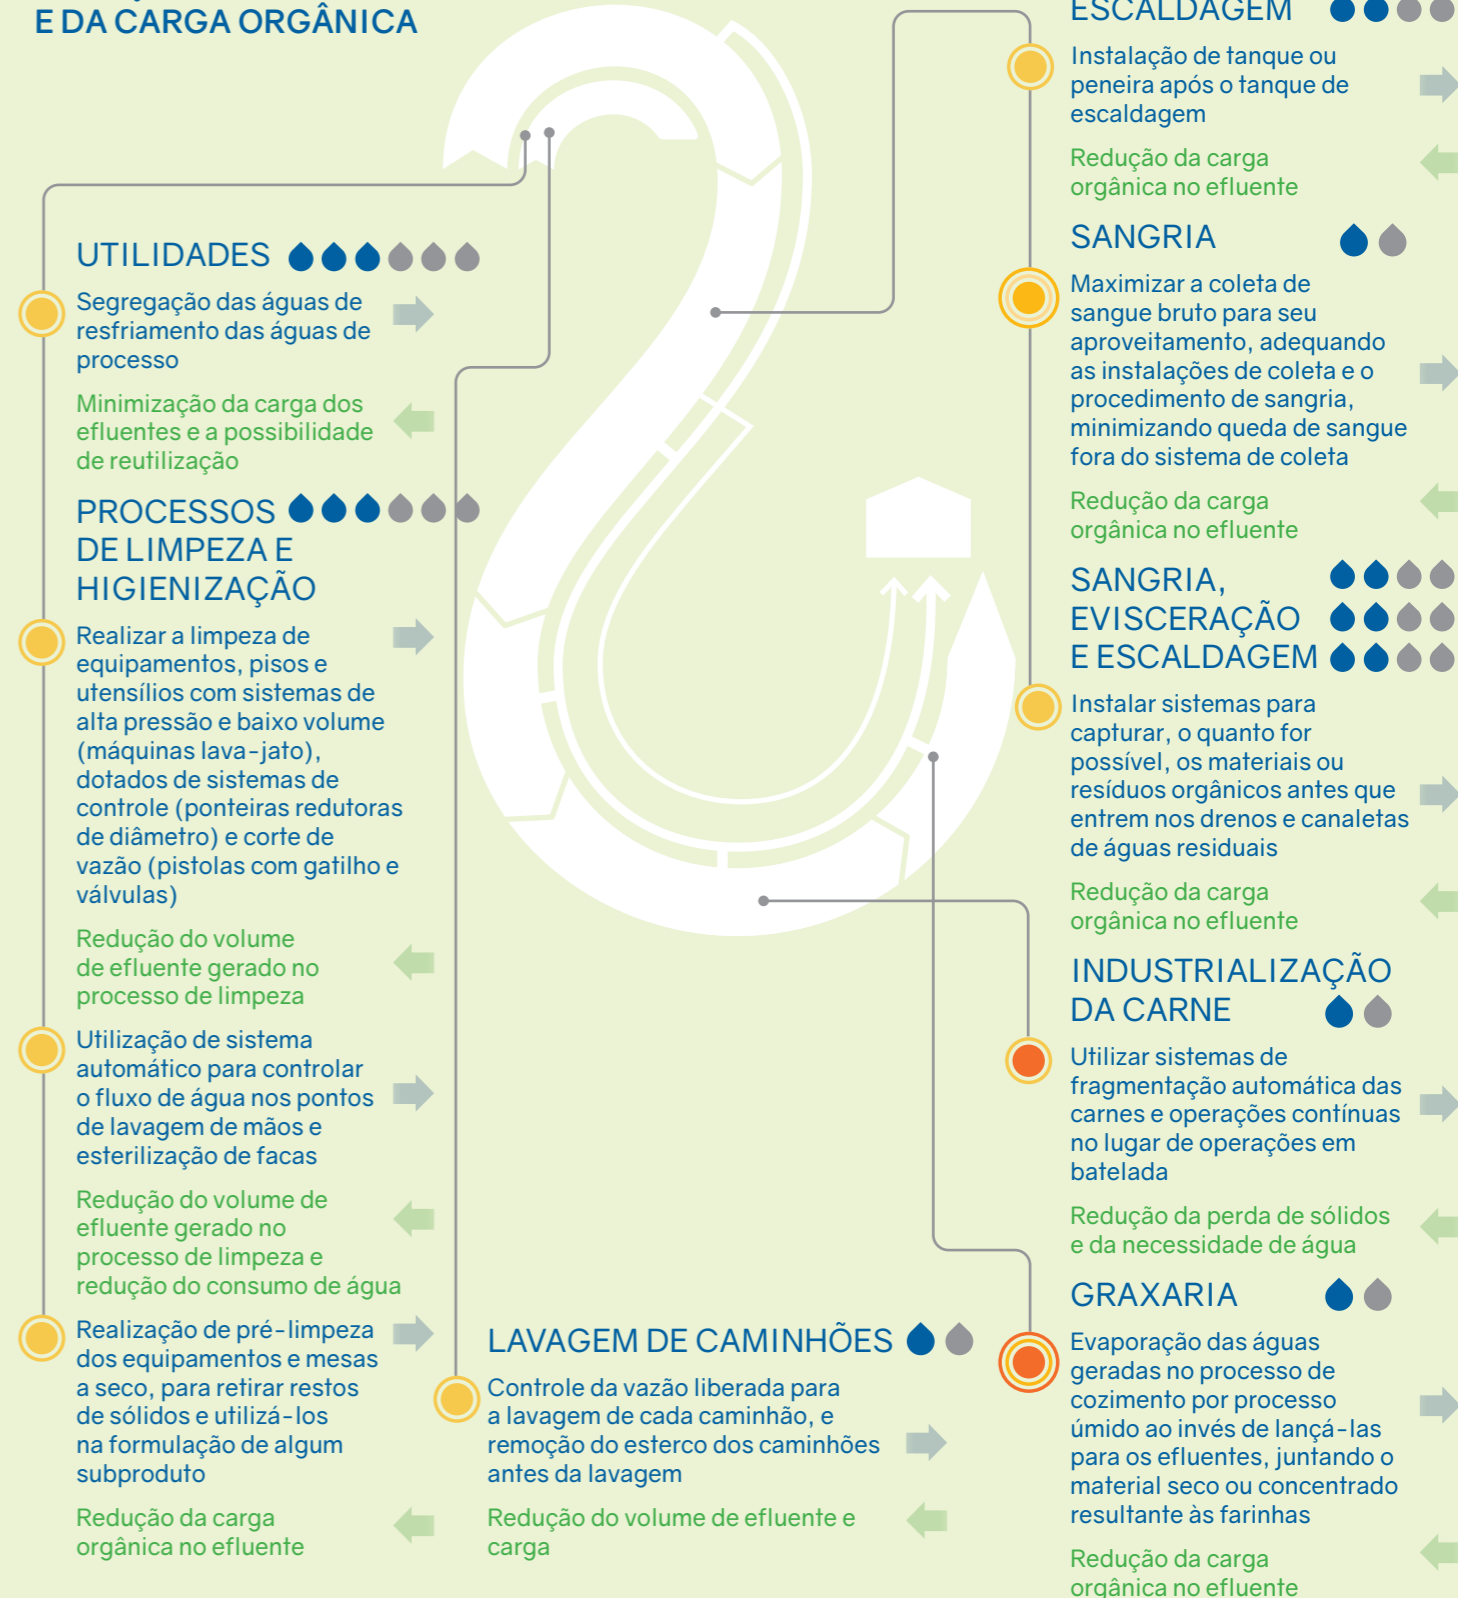 E DA CARGA ORGÂNICA
UTILIDADES
Segregação das águas de
resfriamento das águas de
processo
Minimização da carga dos
efluentes e a possibilidade
de reutilização
PROCESSOS
DE LIMPEZA E
HIGIENIZAÇÃO
Realizar a limpeza de
equipamentos, pisos e
utensílios com sistemas de
alta pressão e baixo volume
(máquinas lava-jato),
dotados de sistemas de
controle (ponteiras redutoras
de diâmetro) e corte de
vazão (pistolas com gatilho e
válvulas)
Redução do volume
de efluente gerado no
processo de limpeza
Utilização de sistema
automático para controlar
o fluxo de água nos pontos
de lavagem de mãos e
esterilização de facas
Redução do volume de
efluente gerado no
processo de limpeza e
redução do consumo de água
Realização de pré-limpeza
dos equipamentos e mesas
a seco, para retirar restos
de sólidos e utilizá-los
na formulação de algum
subproduto
Redução da carga
orgânica no efluente
LAVAGEM DE CAMINHÕES
Controle da vazão liberada para
a lavagem de cada caminhão, e
remoção do esterco dos caminhões
antes da lavagem
Redução do volume de efluente e
carga
ESCALDAGEM
Instalação de tanque ou
peneira após o tanque de
escaldagem
Redução da carga
orgânica no efluente
SANGRIA
Maximizar a coleta de
sangue bruto para seu
aproveitamento, adequando
as instalações de coleta e o
procedimento de sangria,
minimizando queda de sangue
fora do sistema de coleta
Redução da carga
orgânica no efluente
SANGRIA,
EVISCERAÇÃO
E ESCALDAGEM
Instalar sistemas para
capturar, o quanto for
possível, os materiais ou
resíduos orgânicos antes que
entrem nos drenos e canaletas
de águas residuais
Redução da carga
orgânica no efluente
INDUSTRIALIZAÇÃO
DA CARNE
Utilizar sistemas de
fragmentação automática das
carnes e operações contínuas
no lugar de operações em
batelada
Redução da perda de sólidos
e da necessidade de água
GRAXARIA
Evaporação das águas
geradas no processo de
cozimento por processo
úmido ao invés de lançá-las
para os efluentes, juntando o
material seco ou concentrado
resultante às farinhas
Redução da carga
orgânica no efluente